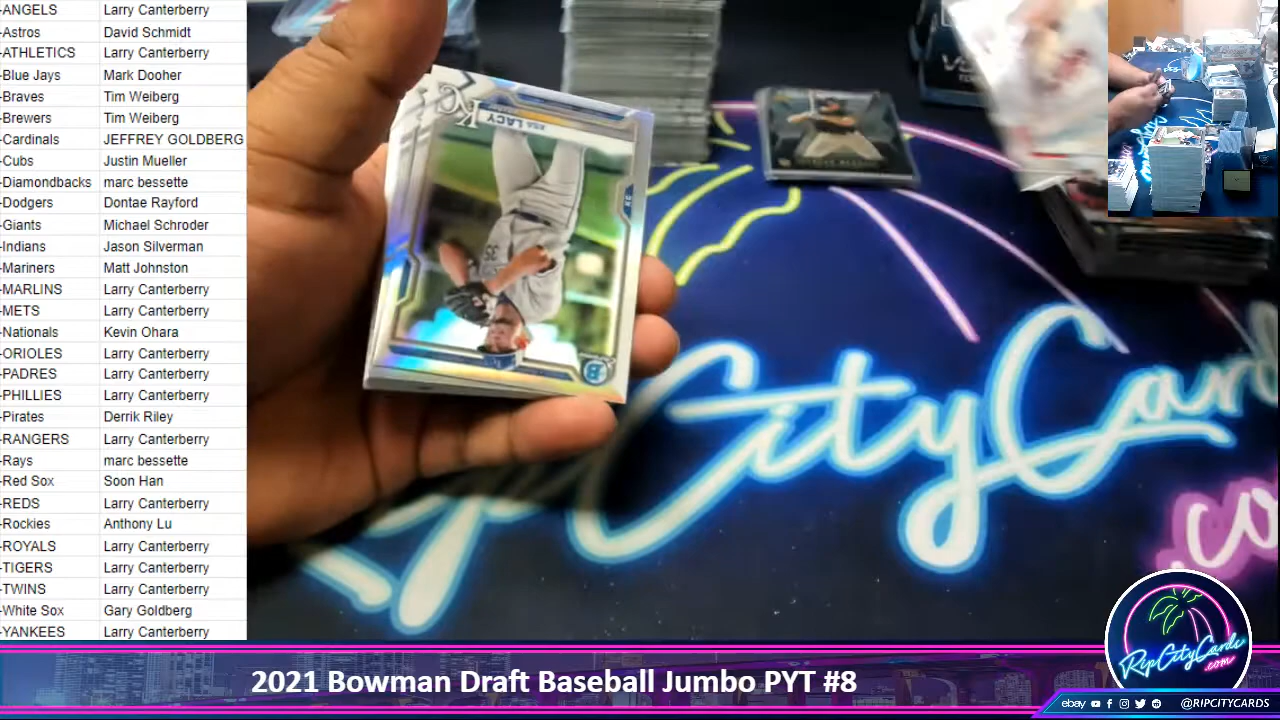 -ANGELS Larry Canterberry
-Astros David Schmidt
-ATHLETICS Larry Canterberry
-Blue Jays Mark Dooher
-Braves Tim Weiberg
-Brewers Tim Weiberg
-Cardinals JEFFREY GOLDBERG
-Cubs Justin Mueller
-Diamondbacks marc bessette
-Dodgers Dontae Rayford
-Giants Michael Schroder
-Indians Jason Silverman
-Mariners Matt Johnston
-MARLINS Larry Canterberry
-METS Larry Canterberry
-Nationals Kevin Ohara
-ORIOLES Larry Canterberry
-PADRES Larry Canterberry
-PHILLIES Larry Canterberry
-Pirates Derrik Riley
-RANGERS Larry Canterberry
-Rays marc bessette
-Red Sox Soon Han
-REDS Larry Canterberry
-Rockies Anthony Lu
-ROYALS Larry Canterberry
-TIGERS Larry Canterberry
-TWINS Larry Canterberry
-White Sox Gary Goldberg
-YANKEES Larry Canterberry
KC
LACY
35
B
City Card
.co
RipCityCards
.com
2021 Bowman Draft Baseball Jumbo PYT #8
ebay @RIPCITYCARDS